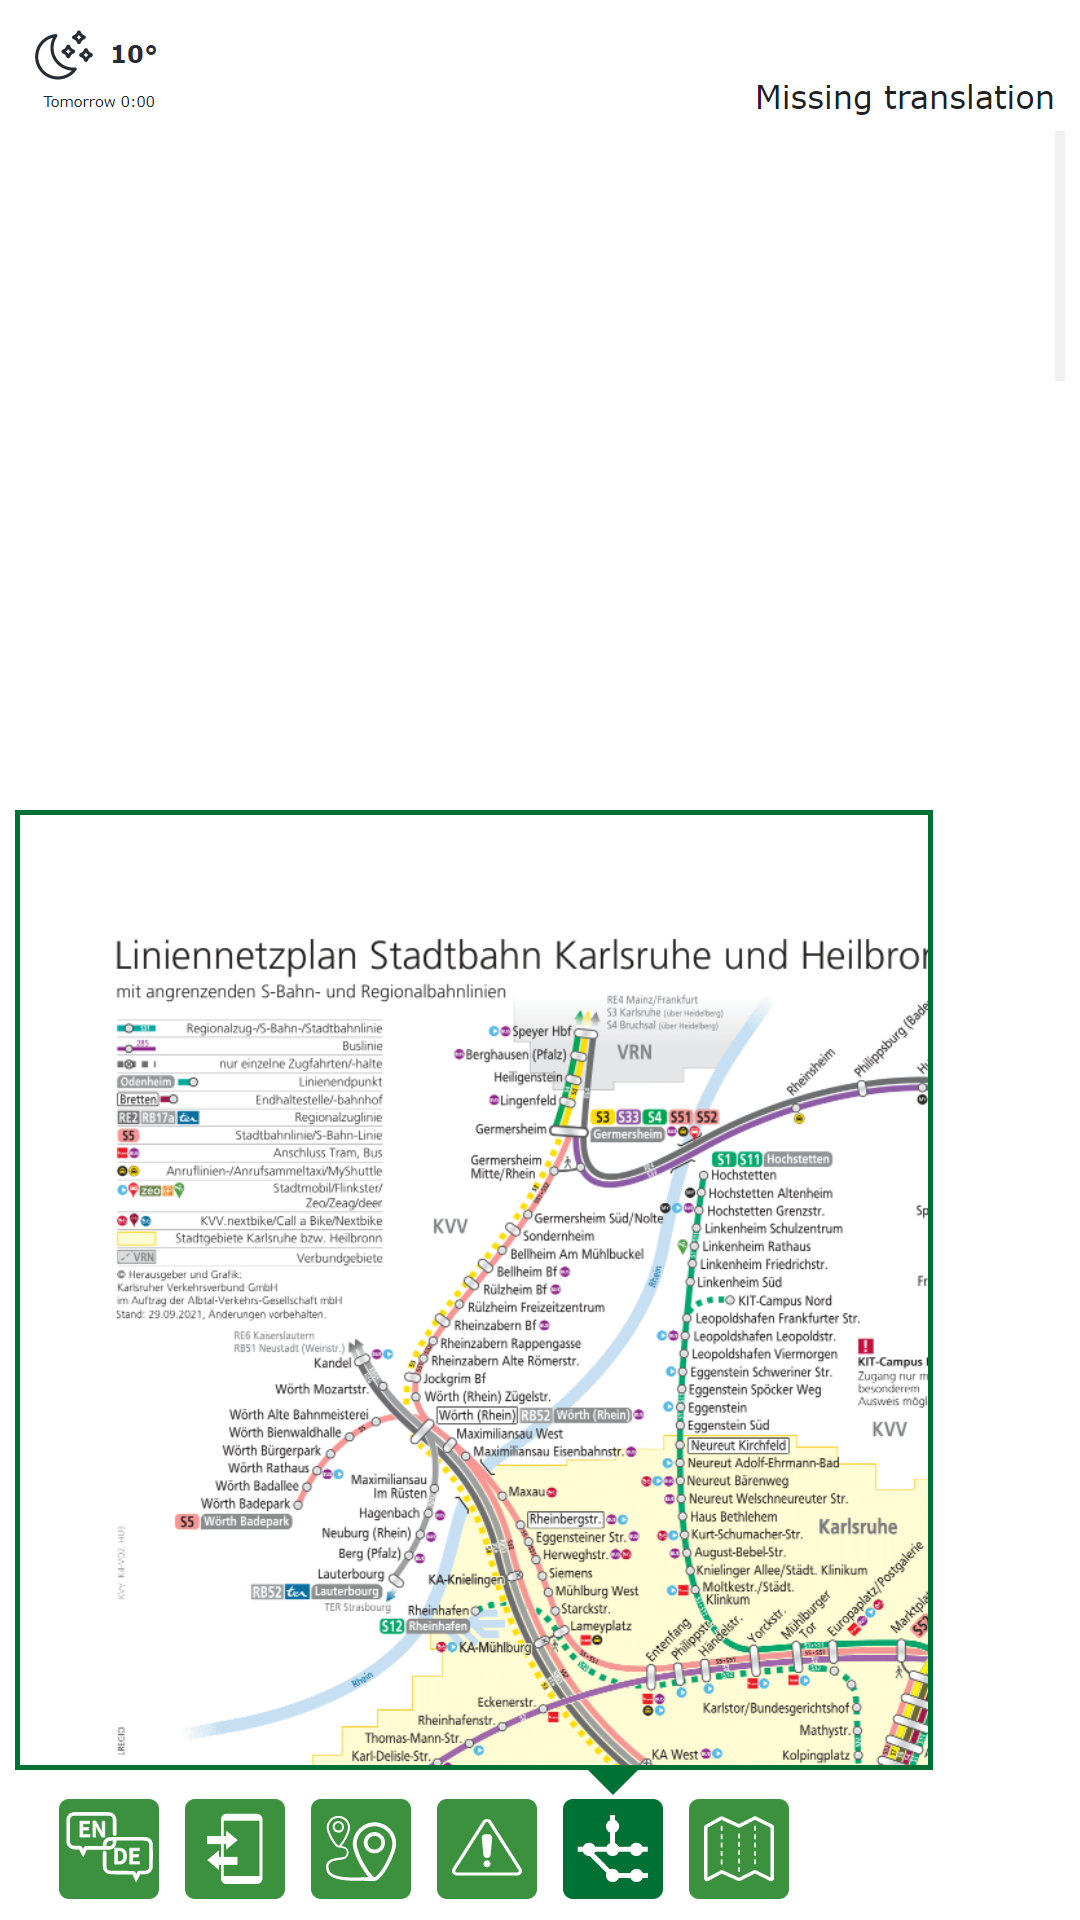 10°
Tomorrow 0:00
Missing translation
Liniennetzplan Stadtbahn Karlsruhe und Heilbron
mit angrenzenden S-Bahn- und Regionalbahnlinien
Regionalzug-/S-Bahn-/Stadtbahnlinie
285
Buslinie
nur einzelne Zugfahrten/-halte
Odenheim
Linienendpunkt
Bretten
Endhaltestelle/-bahnhof
RE2 RB17a ter
Regionalzuglinie
S5
Stadtbahnlinie/S-Bahn-Linie
Anschluss Tram, Bus
Anruflinien-/Anrufsammeltaxi/MyShuttle
zeo
Stadtmobil/Flinkster/
Zeo/Zeag/deer
KVV.nextbike/Call a Bike/Nextbike
Stadtgebiete Karlsruhe bzw. Heilbronn
VRN
Verbundgebiete
© Herausgeber und Grafik:
Karlsruher Verkehrsverbund GmbH
im Auftrag der Albtal-Verkehrs-Gesellschaft mbH
Stand: 29.09.2021, Änderungen vorbehalten.
RE4 Mainz/Frankfurt
S3 Karlsruhe (über Heidelberg)
S4 Bruchsal (über Heidelberg)
VRN
Speyer Hbf
Berghausen (Pfalz)
Heiligenstein
Lingenfeld
Germersheim
S3 S33 S4 S51 S52
Germersheim
Germersheim
Mitte/Rhein
Rheinsheim
Philippsburg (Bade
Hu
S1 S11 Hochstetten
Hochstetten
Hochstetten Altenheim
Hochstetten Grenzstr.
Linkenheim Schulzentrum
Linkenheim Rathaus
Linkenheim Friedrichstr.
Linkenheim Süd
KIT-Campus Nord
Leopoldshafen Frankfurter Str.
Leopoldshafen Leopoldstr.
Leopoldshafen Viermorgen
Eggenstein Schweriner Str.
Eggenstein Spöcker Weg
Eggenstein
Eggenstein Süd
Neureut Kirchfeld
Neureut Adolf-Ehrmann-Bad
Neureut Bärenweg
Neureut Welschneureuter Str.
Haus Bethlehem
Kurt-Schumacher-Str.
August-Bebel-Str.
Knielinger Allee/Städt. Klinikum
Moltkestr./Städt.
Klinkum
Sp
Fr
KIT-Campus
Zugang nur m
besonderem
Ausweis mögl
KVV
Karlsruhe
KVV
Germersheim Süd/Nolte
Sondernheim
Bellheim Am Mühlbuckel
Bellheim Bf
Rülzheim Bf
Rülzheim Freizeitzentrum
Rheinzabern Bf
Rheinzabern Rappengasse
Rheinzabern Alte Römerstr.
Jockgrim Bf
Wörth (Rhein) Zügelstr.
Wörth (Rhein) RB52 Wörth (Rhein)
Rhein
RE6 Kaiserslautern
RB51 Neustadt (Weinstr.)
Kandel
Wörth Mozartstr.
Wörth Alte Bahnmeisterei
Wörth Bienwaldhalle
Wörth Bürgerpark
Wörth Rathaus
Wörth Badallee
Wörth Badepark
S5 Wörth Badepark
Maximiliansau West
Maximiliansau Eisenbahnstr.
Maximiliansau
Im Rüsten
Hagenbach
Neuburg (Rhein)
Berg (Pfalz)
Lauterbourg
RB52 ter Lauterbourg
TER Strasbourg
Maxau
Rheinbergstr.
Eggensteiner Str.
Herweghstr.
Siemens
KA-Knielingen
Mühlburg West
Starckstr.
Lameyplatz
Rheinhafen
S12 Rheinhafen
KA-Mühlburg
Rhein
Entenfang
Philippstr.
Händelstr.
Yorckstr.
Mühlburger
Tor
Europaplatz/Postgalerie
Marktpla
S52
Eckenerstr.
Rheinhafenstr.
Thomas-Mann-Str.
Karl-Delisle-Str.
KA West
Karlstor/Bundesgerichtshof
Mathystr.
Kolpingplatz
EN
DE